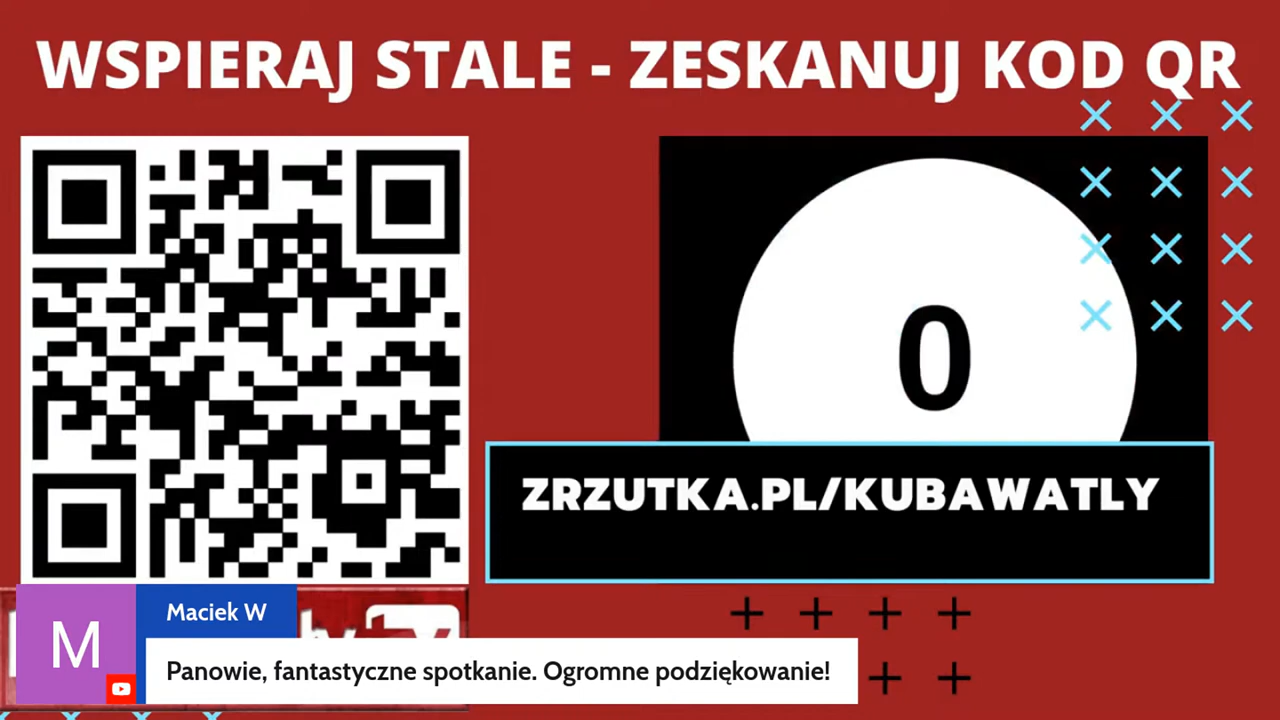 WSPIERAJ STALE - ZESKANUJ KOD QR
0
ZRZUTKA.PL/KUBAWATLY
M
Maciek W
Panowie, fantastyczne spotkanie. Ogromne podziękowanie!